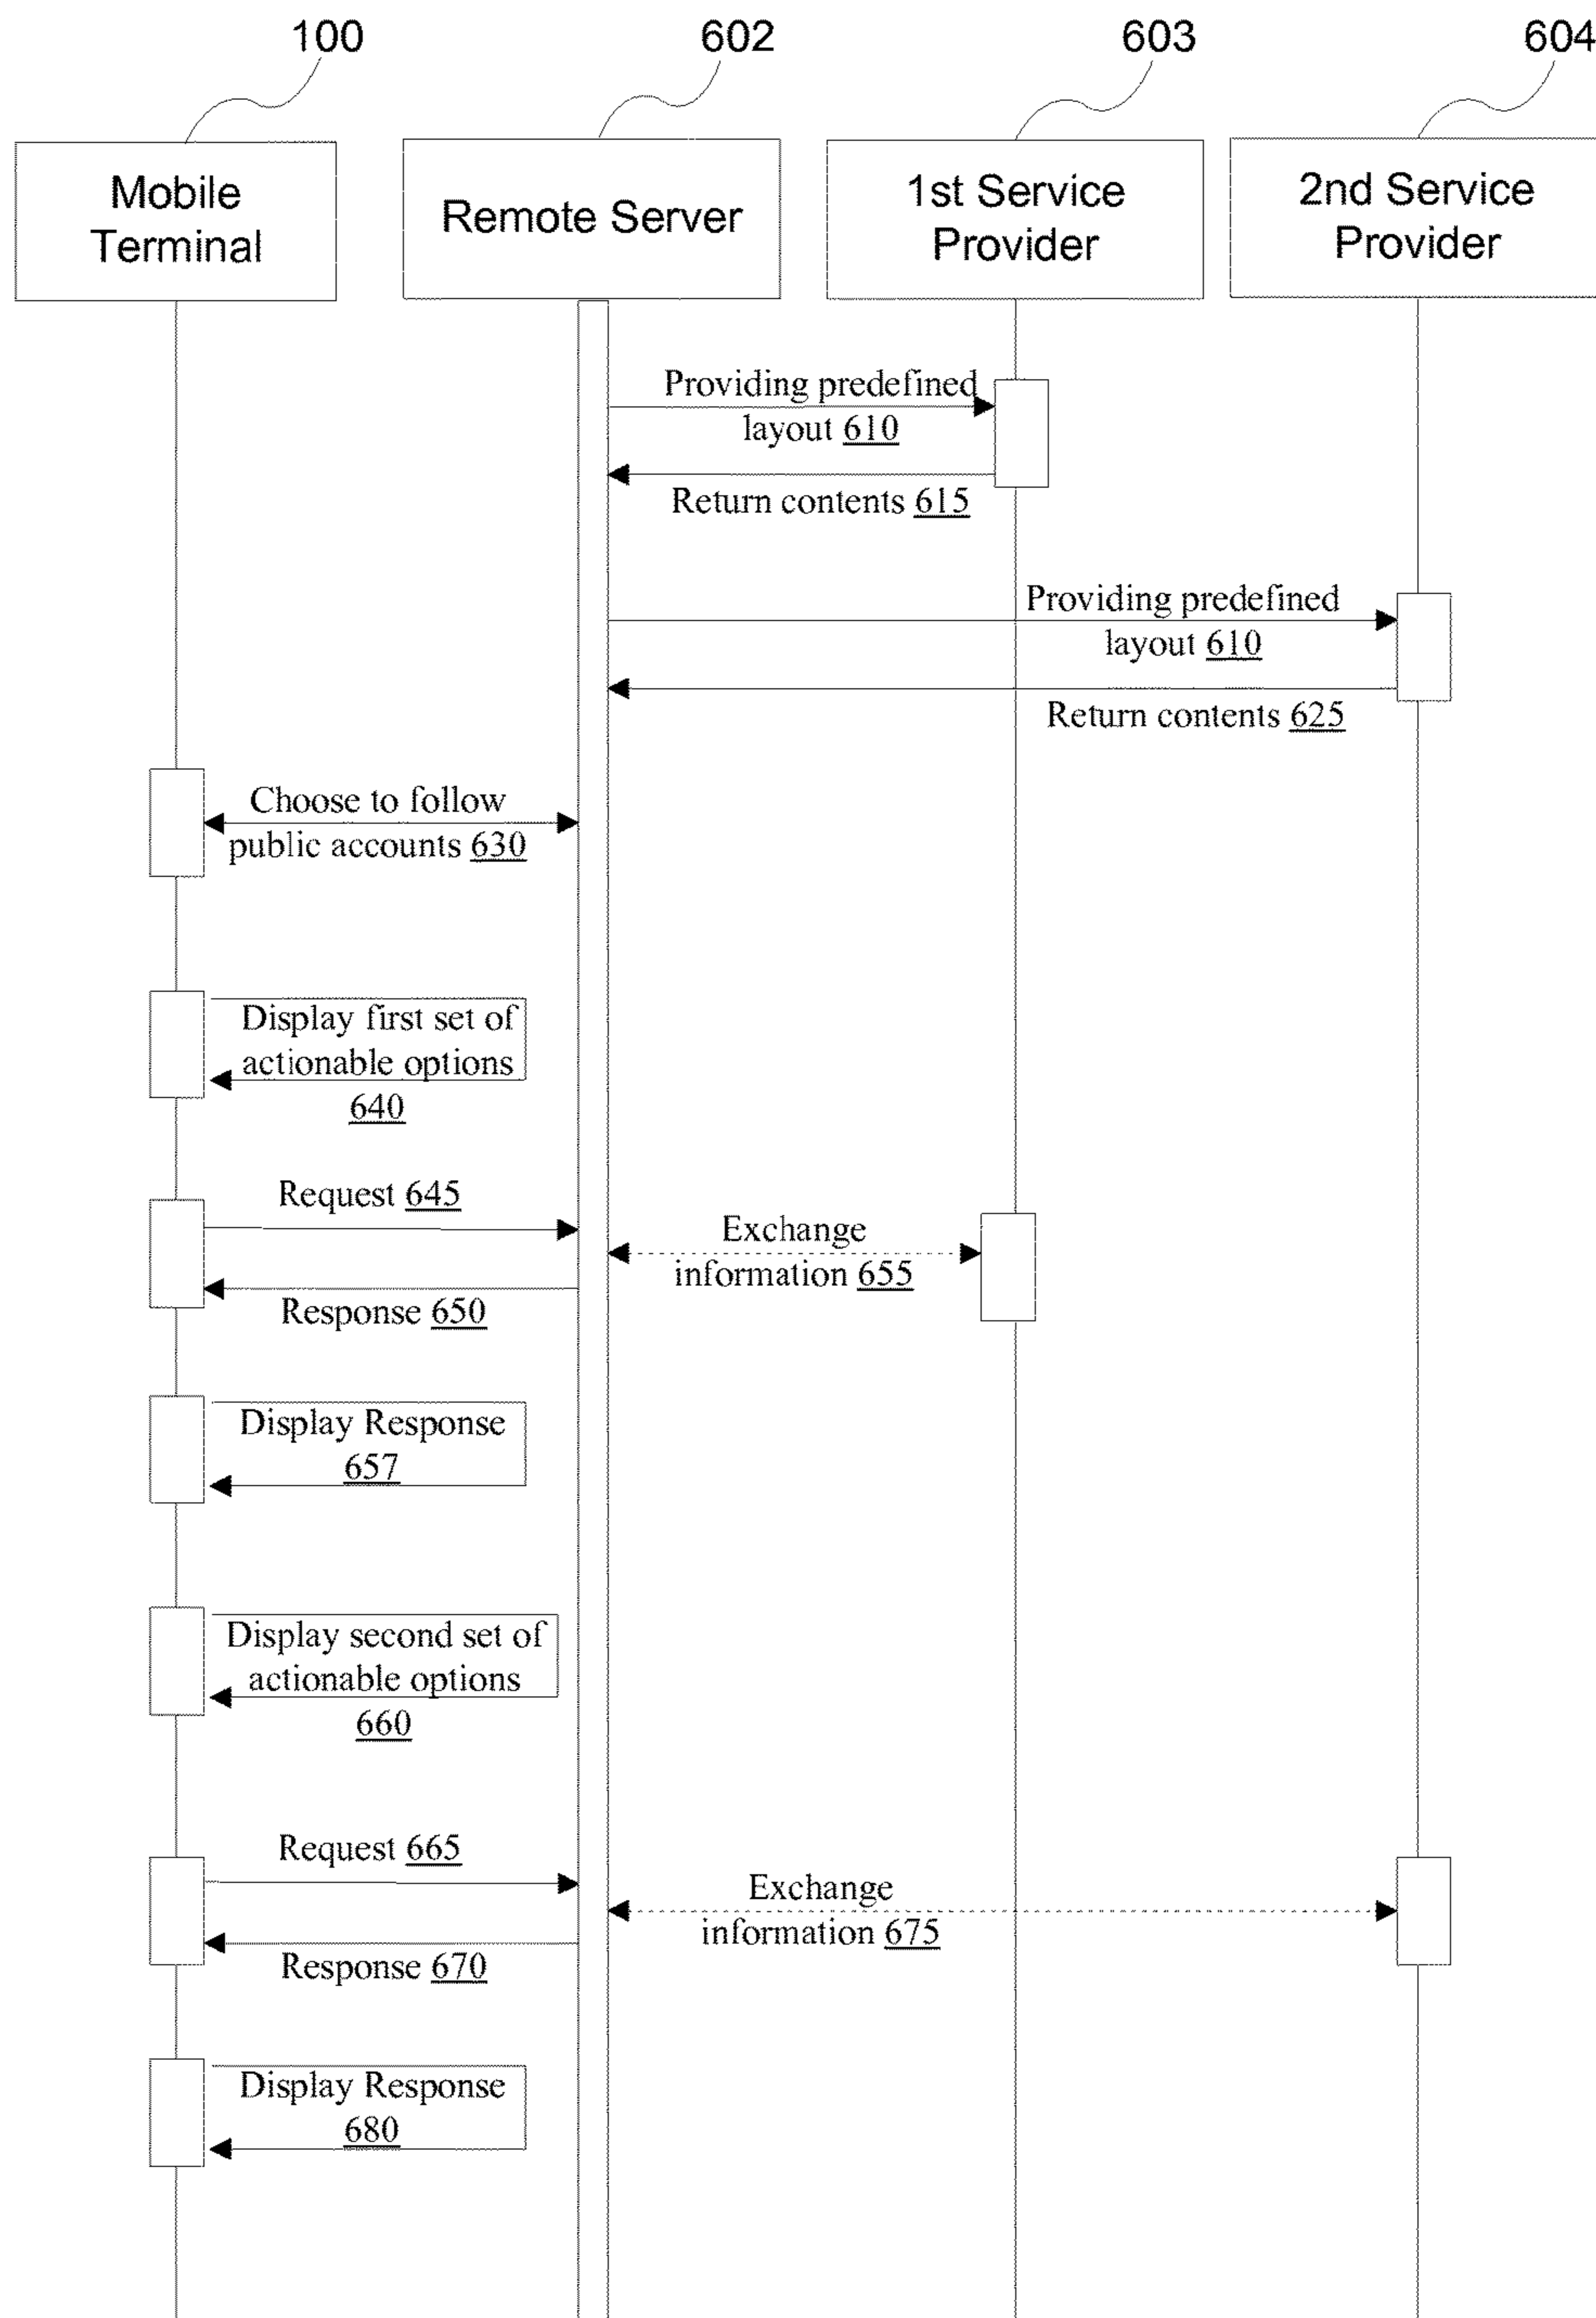 100
602
603
604
Mobile
Terminal
Remote Server
1st Service
Provider
2nd Service
Provider
Providing predefined
layout 610
Return contents 615
Providing predefined
layout 610
Return contents 625
Choose to follow
public accounts 630
Display first set of
actionable options
640
Request 645
Exchange
information 655
Response 650
Display Response
657
Display second set of
actionable options
660
Request 665
Exchange
information 675
Response 670
Display Response
680